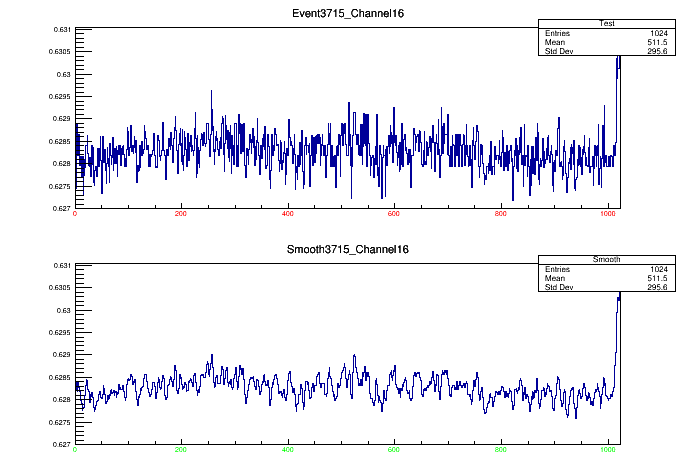 Event3715_Channel16
Test
Entries 1024
Mean 511.5
Std Dev 295.6
0.631
0.6305
0.63
0.6295
0.629
0.6285
0.628
0.6275
0.627
0 200 400 600 800 1000
Smooth3715_Channel16
Smooth
Entries 1024
Mean 511.5
Std Dev 295.6
0.631
0.6305
0.63
0.6295
0.629
0.6285
0.628
0.6275
0.627
0 200 400 600 800 1000